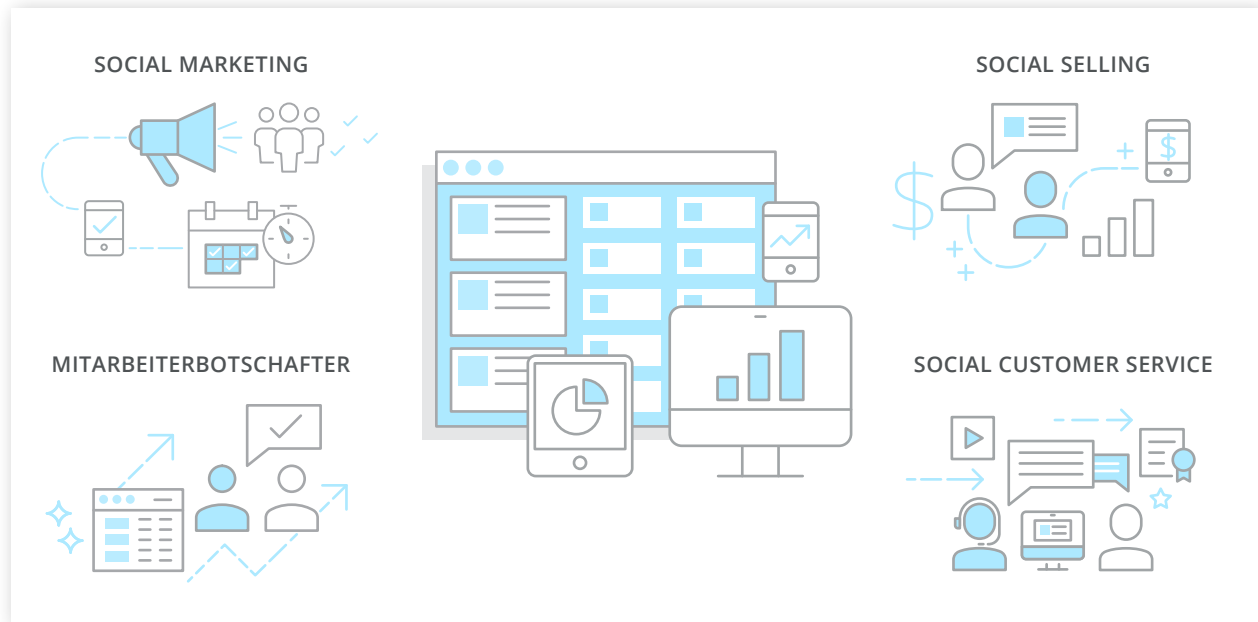 SOCIAL MARKETING
SOCIAL SELLING
$
$
MITARBEITERBOTSCHAFTER
SOCIAL CUSTOMER SERVICE